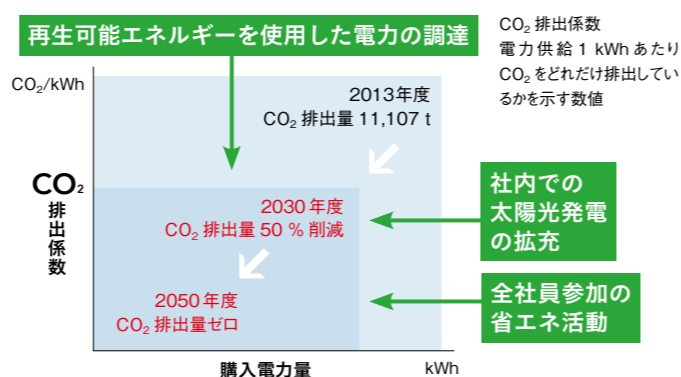 再生可能エネルギーを使用した電力の調達
CO₂ 排出係数
電力供給 1 kWhあたり
CO₂ をどれだけ排出してい
るかを示す数値
CO₂/kWh
2013年度
CO₂ 排出量 11,107 t
CO₂
排出係数
社内での
太陽光発電
の拡充
2030 年度
CO₂ 排出量 50 % 削減
全社員参加の
省エネ活動
2050 年度
CO₂ 排出量ゼロ
購入電力量
kWh